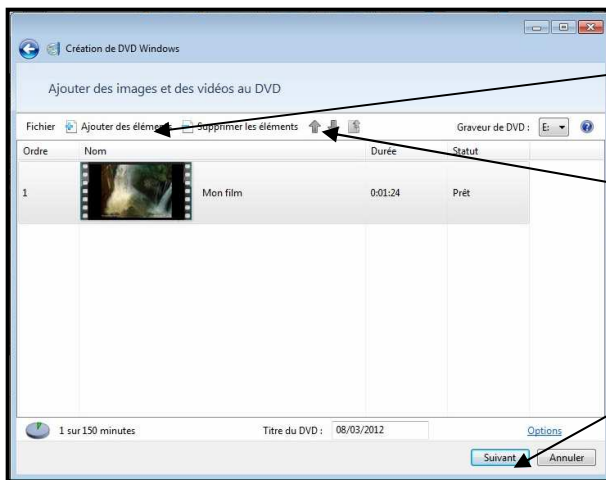 Création de DVD Windows
Ajouter des images et des vidéos au DVD
Fichier Ajouter des éléments Supprimer les éléments Graveur de DVD : E:
Ordre Nom Durée Statut
1 Mon film 0:01:24 Prêt
1 sur 150 minutes Titre du DVD : 08/03/2012 Options
Suivant Annuler